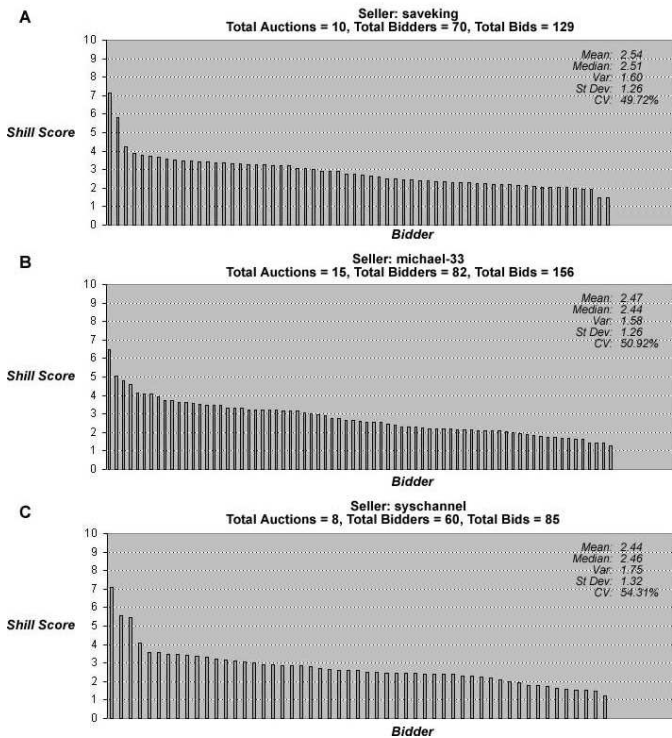 A
Seller: saveking
Total Auctions = 10, Total Bidders = 70, Total Bids = 129
10
9
8
7
6
5
4
3
2
1
0
Shill Score
Mean: 2.54
Median: 2.51
Var: 1.60
St Dev: 1.26
CV: 49.72%
Bidder
B
Seller: michael-33
Total Auctions = 15, Total Bidders = 82, Total Bids = 156
10
9
8
7
6
5
4
3
2
1
0
Shill Score
Mean: 2.47
Median: 2.44
Var: 1.58
St Dev: 1.26
CV: 50.92%
Bidder
C
Seller: syschannel
Total Auctions = 8, Total Bidders = 60, Total Bids = 85
10
9
8
7
6
5
4
3
2
1
0
Shill Score
Mean: 2.44
Median: 2.46
Var: 1.75
St Dev: 1.32
CV: 54.31%
Bidder